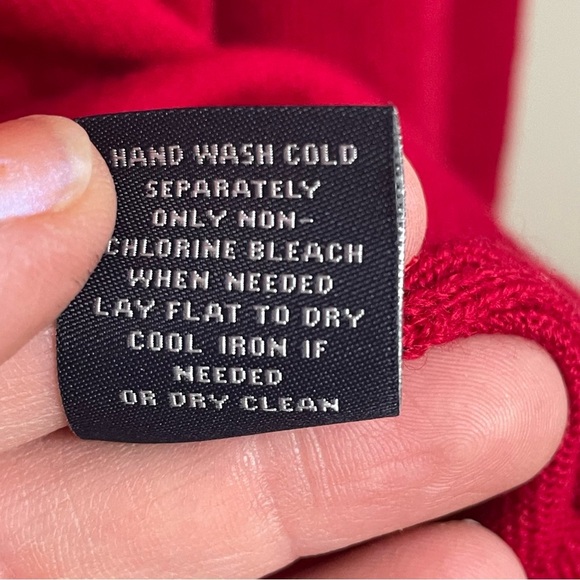 HAND WASH COLD
SEPARATELY
ONLY NON-
CHLORINE BLEACH
WHEN NEEDED
LAY FLAT TO DRY
COOL IRON IF
NEEDED
OR DRY CLEAN